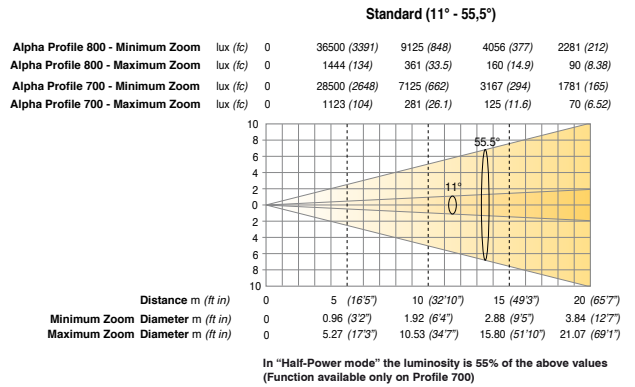 Standard (11° - 55,5°)
Alpha Profile 800 - Minimum Zoom lux (fc) 0 36500 (3391) 9125 (848) 4056 (377) 2281 (212)
Alpha Profile 800 - Maximum Zoom lux (fc) 0 1444 (134) 361 (33.5) 160 (14.9) 90 (8.38)
Alpha Profile 700 - Minimum Zoom lux (fc) 0 28500 (2648) 7125 (662) 3167 (294) 1781 (165)
Alpha Profile 700 - Maximum Zoom lux (fc) 0 1123 (104) 281 (26.1) 125 (11.6) 70 (6.52)
10
8
55.5°
6
4
2
11°
0
2
4
6
8
10
Distance m (ft in) 0 5 (16'5") 10 (32'10") 15 (49'3") 20 (65'7")
Minimum Zoom Diameter m (ft in) 0 0.96 (3'2") 1.92 (6'4") 2.88 (9'5") 3.84 (12'7")
Maximum Zoom Diameter m (ft in) 0 5.27 (17'3") 10.53 (34'7") 15.80 (51'10") 21.07 (69'1")
In “Half-Power mode” the luminosity is 55% of the above values
(Function available only on Profile 700)